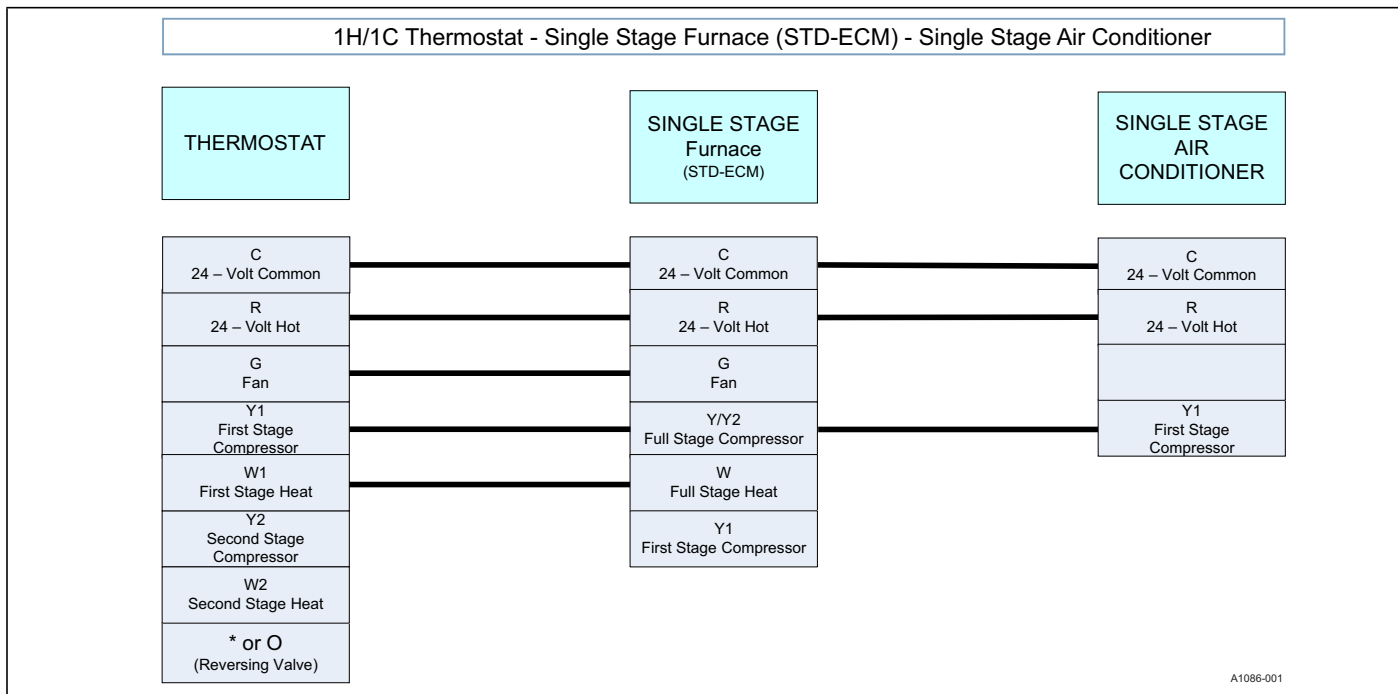 1H/1C Thermostat - Single Stage Furnace (STD-ECM) - Single Stage Air Conditioner
THERMOSTAT
SINGLE STAGE
Furnace
(STD-ECM)
SINGLE STAGE
AIR
CONDITIONER
C
24 – Volt Common
C
24 – Volt Common
C
24 – Volt Common
R
24 – Volt Hot
R
24 – Volt Hot
R
24 – Volt Hot
G
Fan
G
Fan
Y1
First Stage
Compressor
Y/Y2
Full Stage Compressor
Y1
First Stage
Compressor
W1
First Stage Heat
W
Full Stage Heat
Y2
Second Stage
Compressor
Y1
First Stage Compressor
W2
Second Stage Heat
* or O
(Reversing Valve)
A1086-001